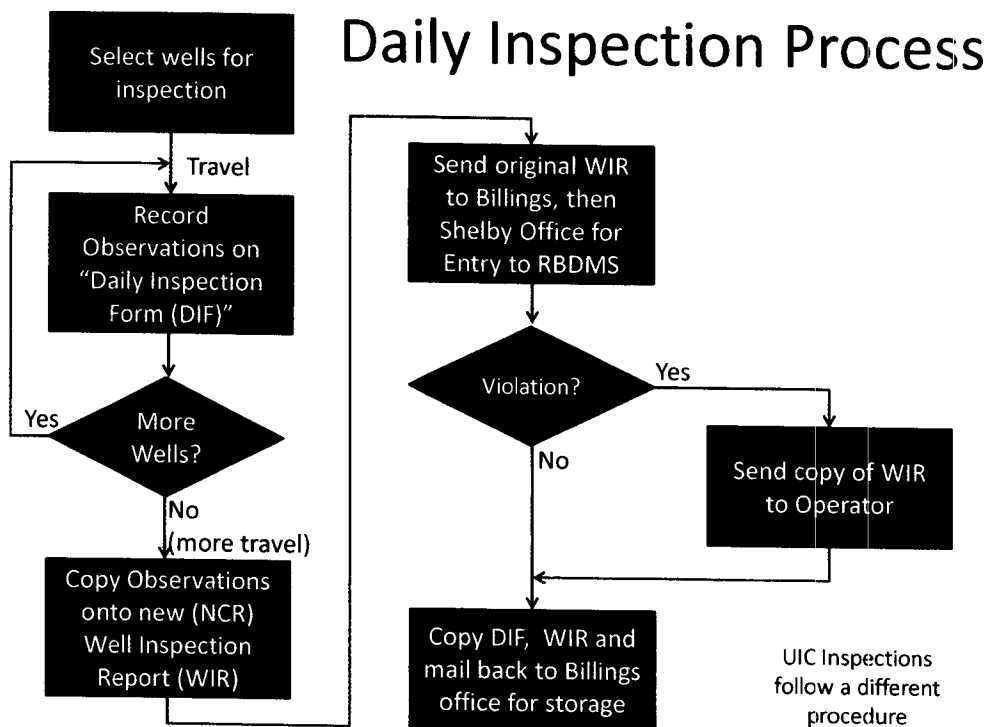 Daily Inspection Process
Select wells for
inspection
Travel
Record
Observations on
“Daily Inspection
Form (DIF)”
More
Wells?
Yes
No
(more travel)
Copy Observations
onto new (NCR)
Well Inspection
Report (WIR)
Send original WIR
to Billings, then
Shelby Office for
Entry to RBDMS
Violation?
Yes
No
Send copy of WIR
to Operator
Copy DIF, WIR and
mail back to Billings
office for storage
UIC Inspections
follow a different
procedure